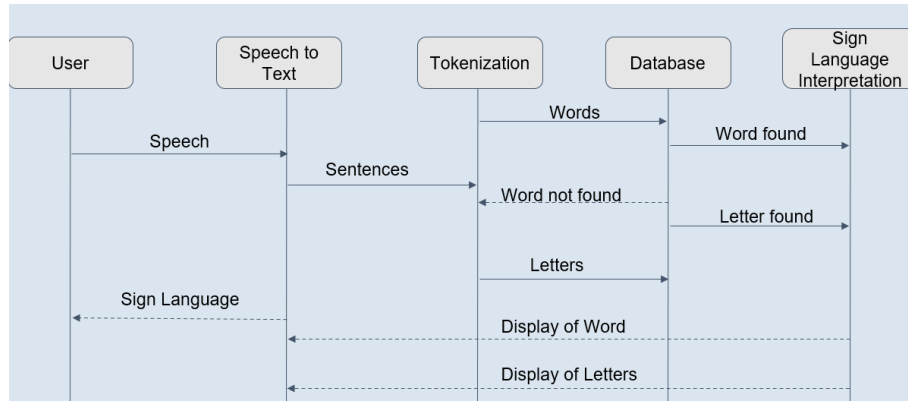 User
Speech to
Text
Tokenization
Database
Sign
Language
Interpretation
Words
Word found
Speech
Sentences
Word not found
Letter found
Letters
Sign Language
Display of Word
Display of Letters